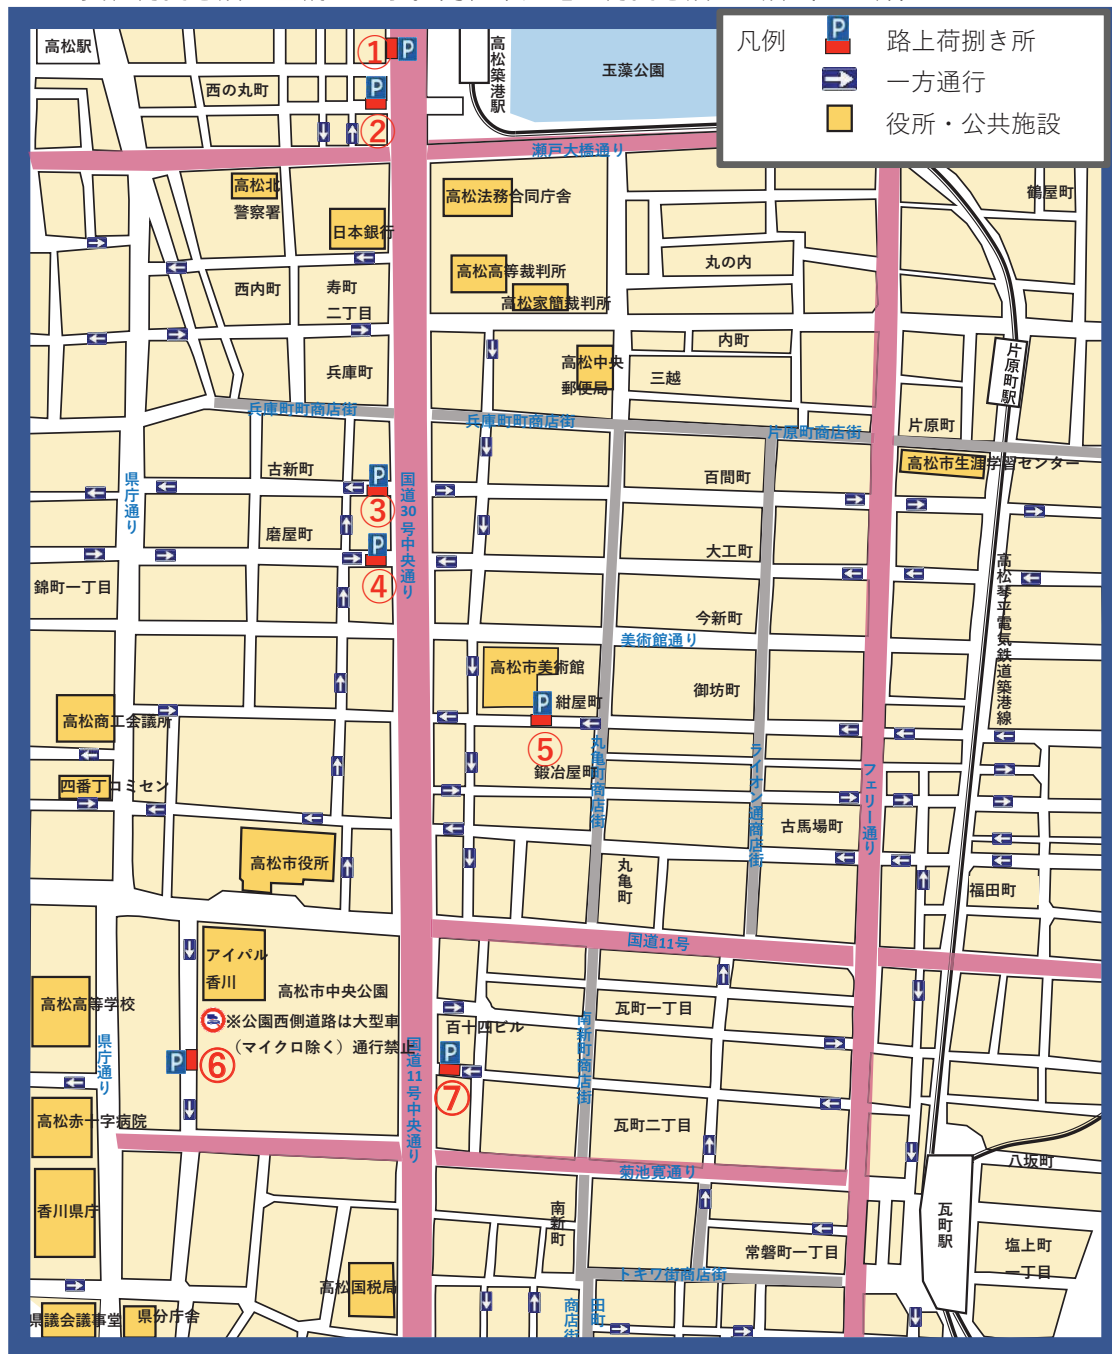 凡例
P 路上荷捌き所
一方通行
役所・公共施設
高松駅
① P
高松築港駅
玉藻公園
西の丸町
P
②
瀬戸大橋通り
高松北
警察署
高松法務合同庁舎
鶴屋町
日本銀行
丸の内
高松高等裁判所
西内町
寿町
二丁目
高松家簡裁判所
内町
高松中央
郵便局
三越
兵庫町
片原町駅
兵庫町町商店街
兵庫町町商店街
片原町商店街
片原町
高松市生涯学習センター
古新町
P
③
県庁通り
国道30号中央通り
百間町
磨屋町
P
④
大工町
錦町一丁目
高松琴平電気鉄道築港線
今新町
美術館通り
高松市美術館
御坊町
P
紺屋町
⑤
高松商工会議所
丸亀町商店街
ライオン通商店街
フェリー通り
鍛冶屋町
四番丁コミセン
古馬場町
高松市役所
丸亀町
福田町
国道11号
アイパル
香川
高松市中央公園
高松高等学校
※公園西側道路は大型車
（マイクロ除く）通行禁止
瓦町一丁目
百十四ビル
南新町商店街
県庁通り
P ⑥
国道11号中央通り
P
⑦
高松赤十字病院
瓦町二丁目
八坂町
菊池寛通り
香川県庁
南新町
瓦町駅
常磐町一丁目
塩上町
一丁目
トキワ街商店街
高松国税局
県議会議事堂
県分庁舎
田町
商店街